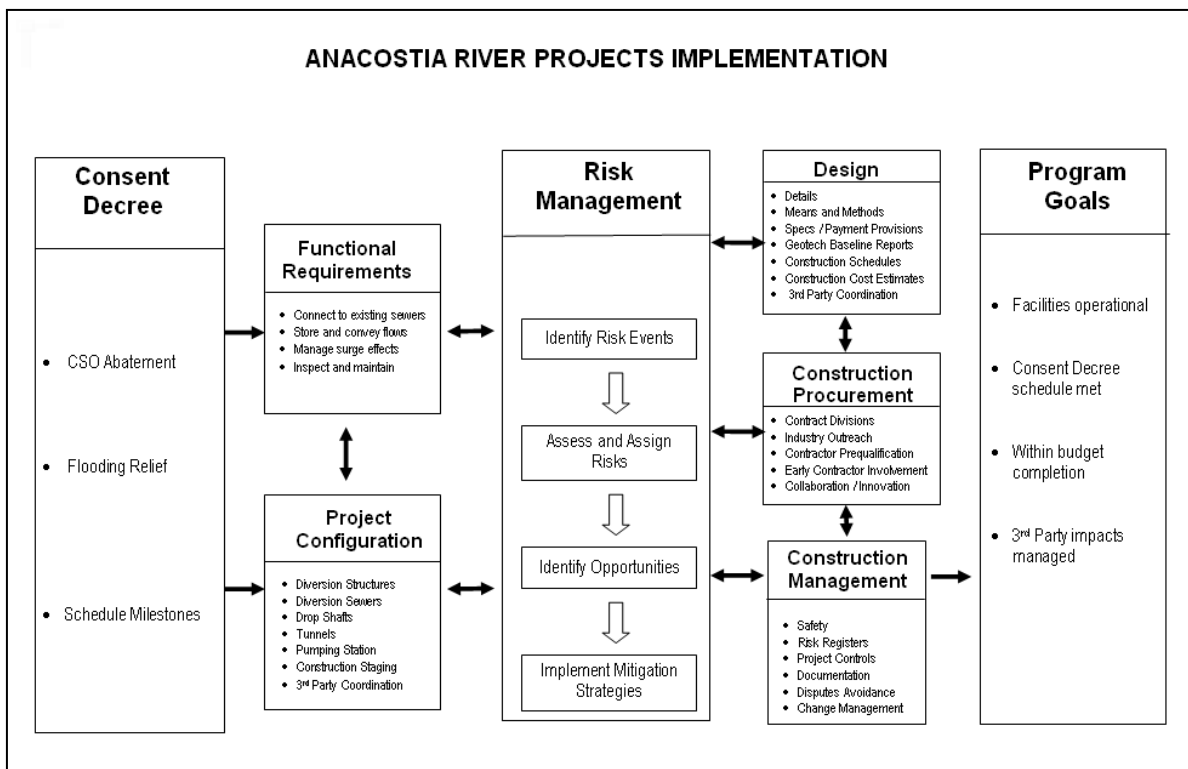 ANACOSTIA RIVER PROJECTS IMPLEMENTATION
Consent
Decree
• CSO Abatement
• Flooding Relief
• Schedule Milestones
Functional
Requirements
• Connect to existing sewers
• Store and convey flows
• Manage surge effects
• Inspect and maintain
Project
Configuration
• Diversion Structures
• Diversion Sewers
• Drop Shafts
• Tunnels
• Pumping Station
• Construction Staging
• 3rd Party Coordination
Risk
Management
Identify Risk Events
Assess and Assign
Risks
Identify Opportunities
Implement Mitigation
Strategies
Design
• Details
• Means and Methods
• Specs / Payment Provisions
• Geotech Baseline Reports
• Construction Schedules
• Construction Cost Estimates
• 3rd Party Coordination
Construction
Procurement
• Contract Divisions
• Industry Outreach
• Contractor Prequalification
• Early Contractor Involvement
• Collaboration / Innovation
Construction
Management
• Safety
• Risk Registers
• Project Controls
• Documentation
• Disputes Avoidance
• Change Management
Program
Goals
• Facilities operational
• Consent Decree
schedule met
• Within budget
completion
• 3rd Party impacts
managed